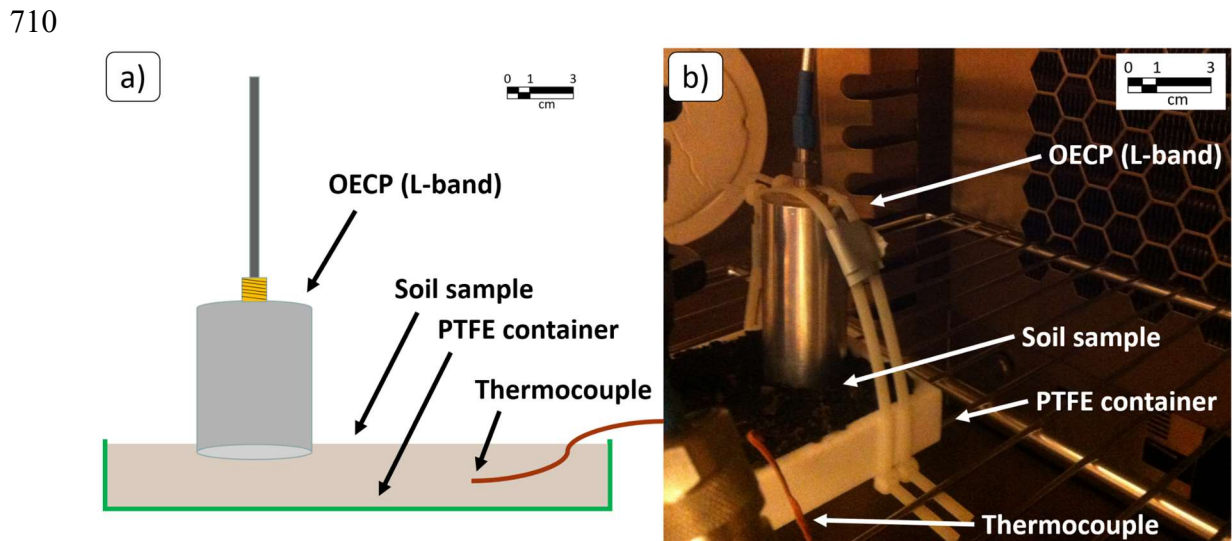 710
a)
0 1 3
cm
OECP (L-band)
Soil sample
PTFE container
Thermocouple
b)
0 1 3
cm
OECP (L-band)
Soil sample
PTFE container
Thermocouple